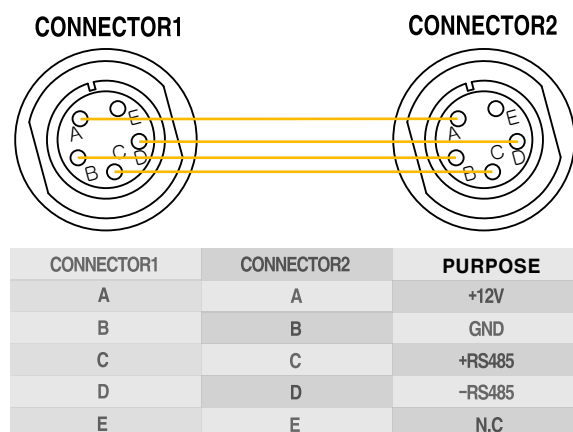 CONNECTOR1 CONNECTOR2
E E
A A
D D
C C
B B
CONNECTOR1 CONNECTOR2 PURPOSE
A A +12V
B B GND
C C +RS485
D D -RS485
E E N.C